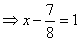 ⇒ x - 7/8 = 1